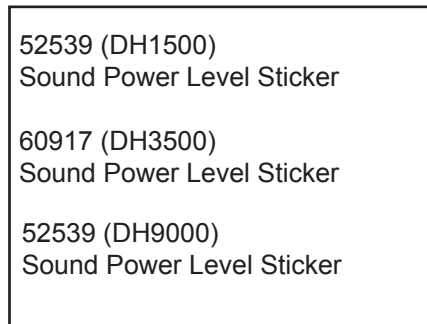 52539 (DH1500)
Sound Power Level Sticker
60917 (DH3500)
Sound Power Level Sticker
52539 (DH9000)
Sound Power Level Sticker